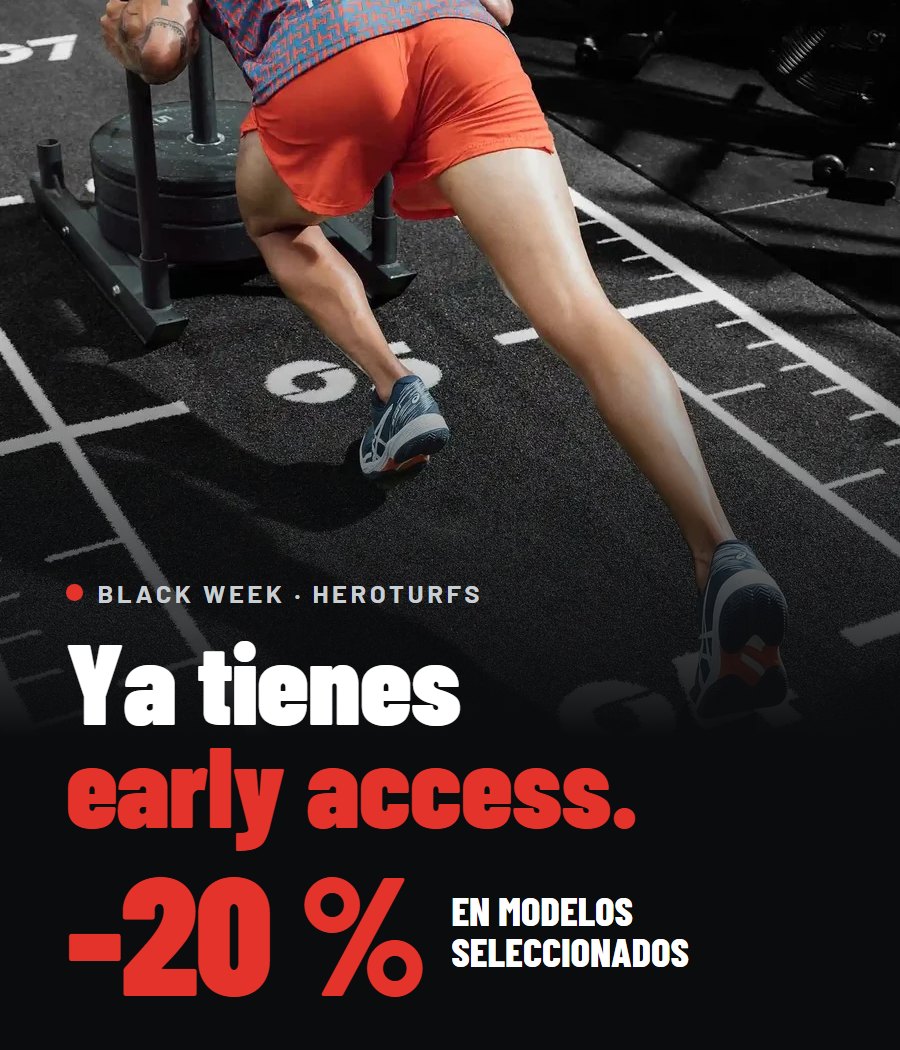 BLACK WEEK · HEROTURFS
Ya tienes
early access.
-20 %
EN MODELOS
SELECCIONADOS